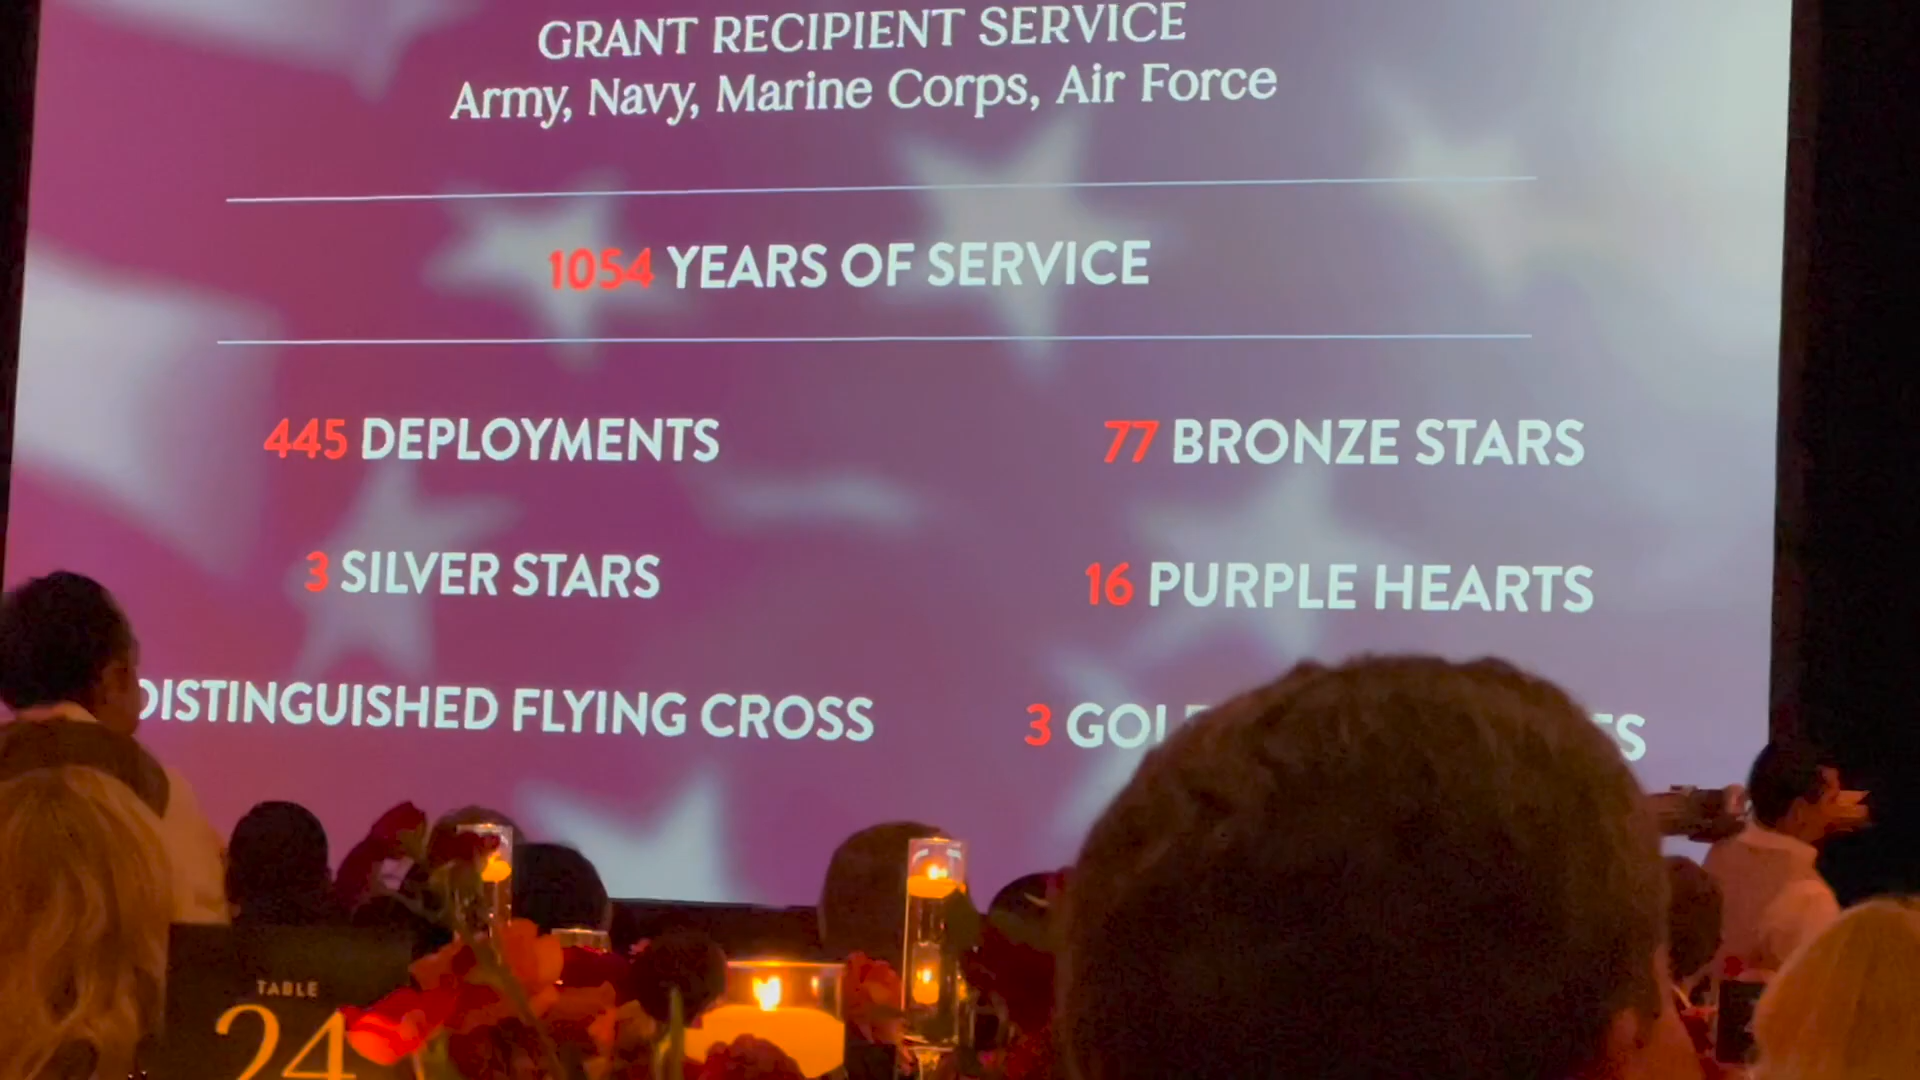 GRANT RECIPIENT SERVICE
Army, Navy, Marine Corps, Air Force
1054 YEARS OF SERVICE
445 DEPLOYMENTS
77 BRONZE STARS
3 SILVER STARS
16 PURPLE HEARTS
DISTINGUISHED FLYING CROSS
3
TABLE
24